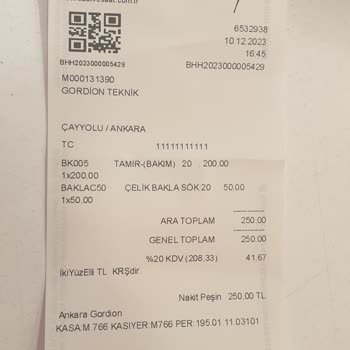 6532938
10.12.2023
16:45
BHH2023000005429 BHH2023000005429
M000131390
GORDİON TEKNİK
ÇAYYOLU / ANKARA
TC 11111111111
BK005 TAMİR-(BAKIM) 20 200.00
1x200,00
BAKLAC50 ÇELİK BAKLA SÖK 20 50.00
1x50,00
ARA TOPLAM 250.00
GENEL TOPLAM 250.00
%20 KDV (208.33) 41.67
İkiYüzElli TL KRŞdir.
Nakit Peşin 250.00 TL
Ankara Gordion
KASA:M 766 KASIYER:M766 PER:195.01.11.03101